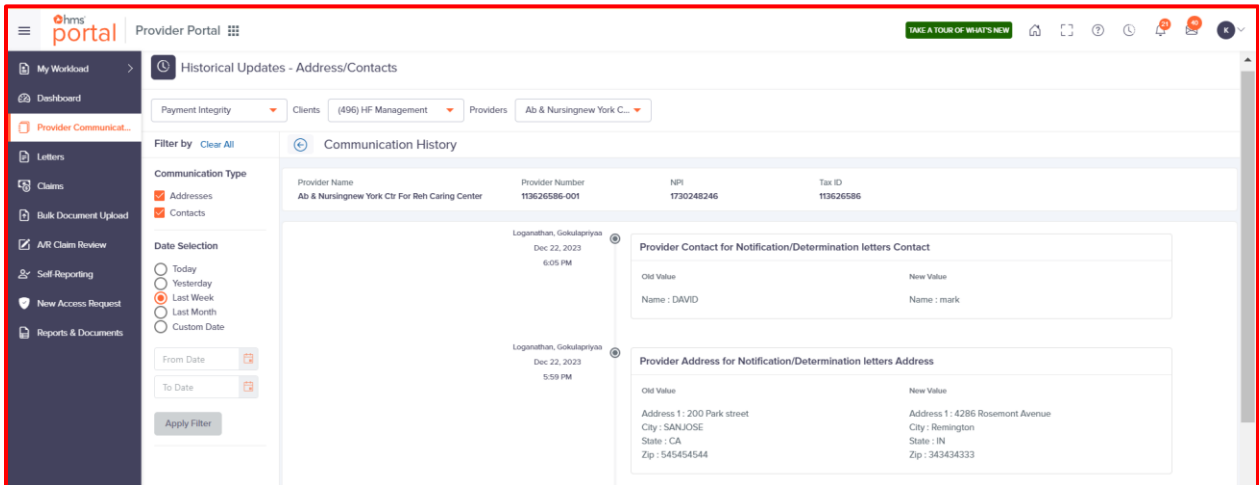 hms
portal
Provider Portal
TAKE A TOUR OF WHAT'S NEW
21
40
K
My Workload
Dashboard
Provider Communicat...
Letters
Claims
Bulk Document Upload
A/R Claim Review
Self-Reporting
New Access Request
Reports & Documents
Historical Updates - Address/Contacts
Payment Integrity
Clients
(496) HF Management
Providers
Ab & Nursingnew York C...
Filter by Clear All
Communication Type
Addresses
Contacts
Date Selection
Today
Yesterday
Last Week
Last Month
Custom Date
From Date
To Date
Apply Filter
Communication History
Provider Name Provider Number NPI Tax ID
Ab & Nursingnew York Ctr For Reh Caring Center 113626586-001 1730248246 113626586
Loganathan, Gokulapriyaa
Dec 22, 2023
6:05 PM
Provider Contact for Notification/Determination letters Contact
Old Value New Value
Name : DAVID Name : mark
Loganathan, Gokulapriyaa
Dec 22, 2023
5:59 PM
Provider Address for Notification/Determination letters Address
Old Value New Value
Address 1 : 200 Park street Address 1 : 4286 Rosemont Avenue
City : SANJOSE City : Remington
State : CA State : IN
Zip : 545454544 Zip : 343434333